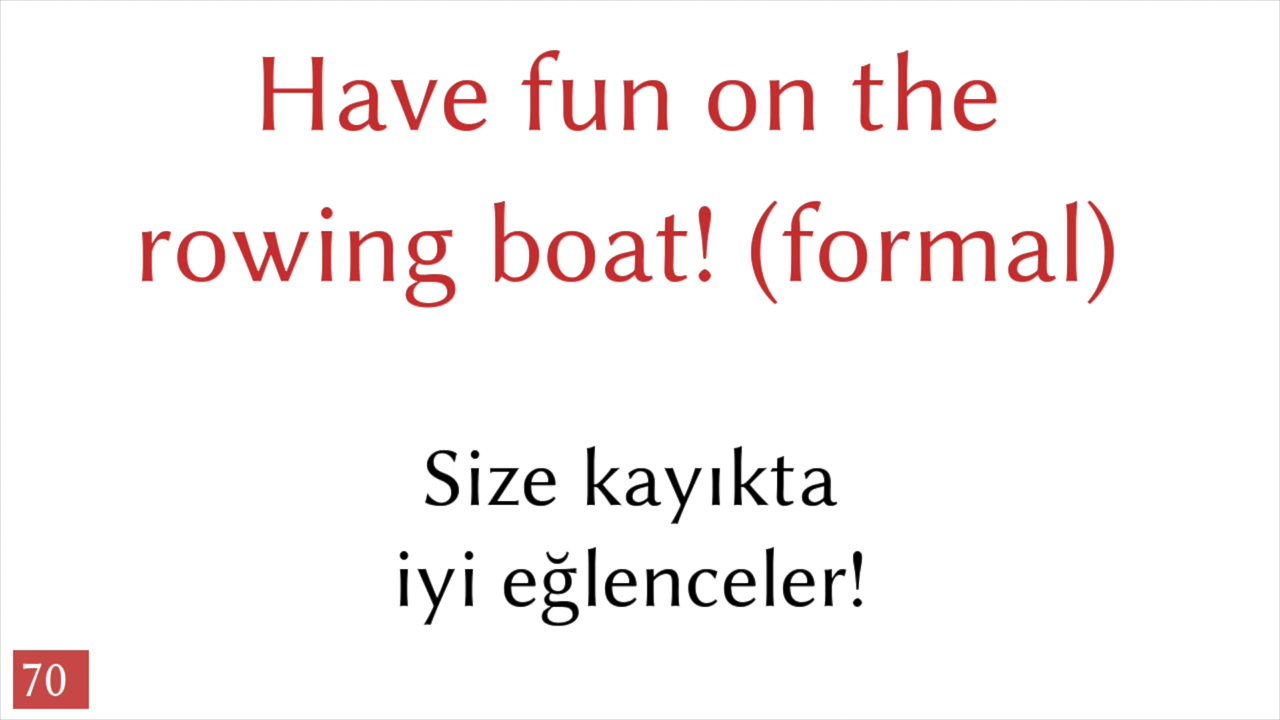 Have fun on the
rowing boat! (formal)
Size kayıkta
iyi eğlenceler!
70